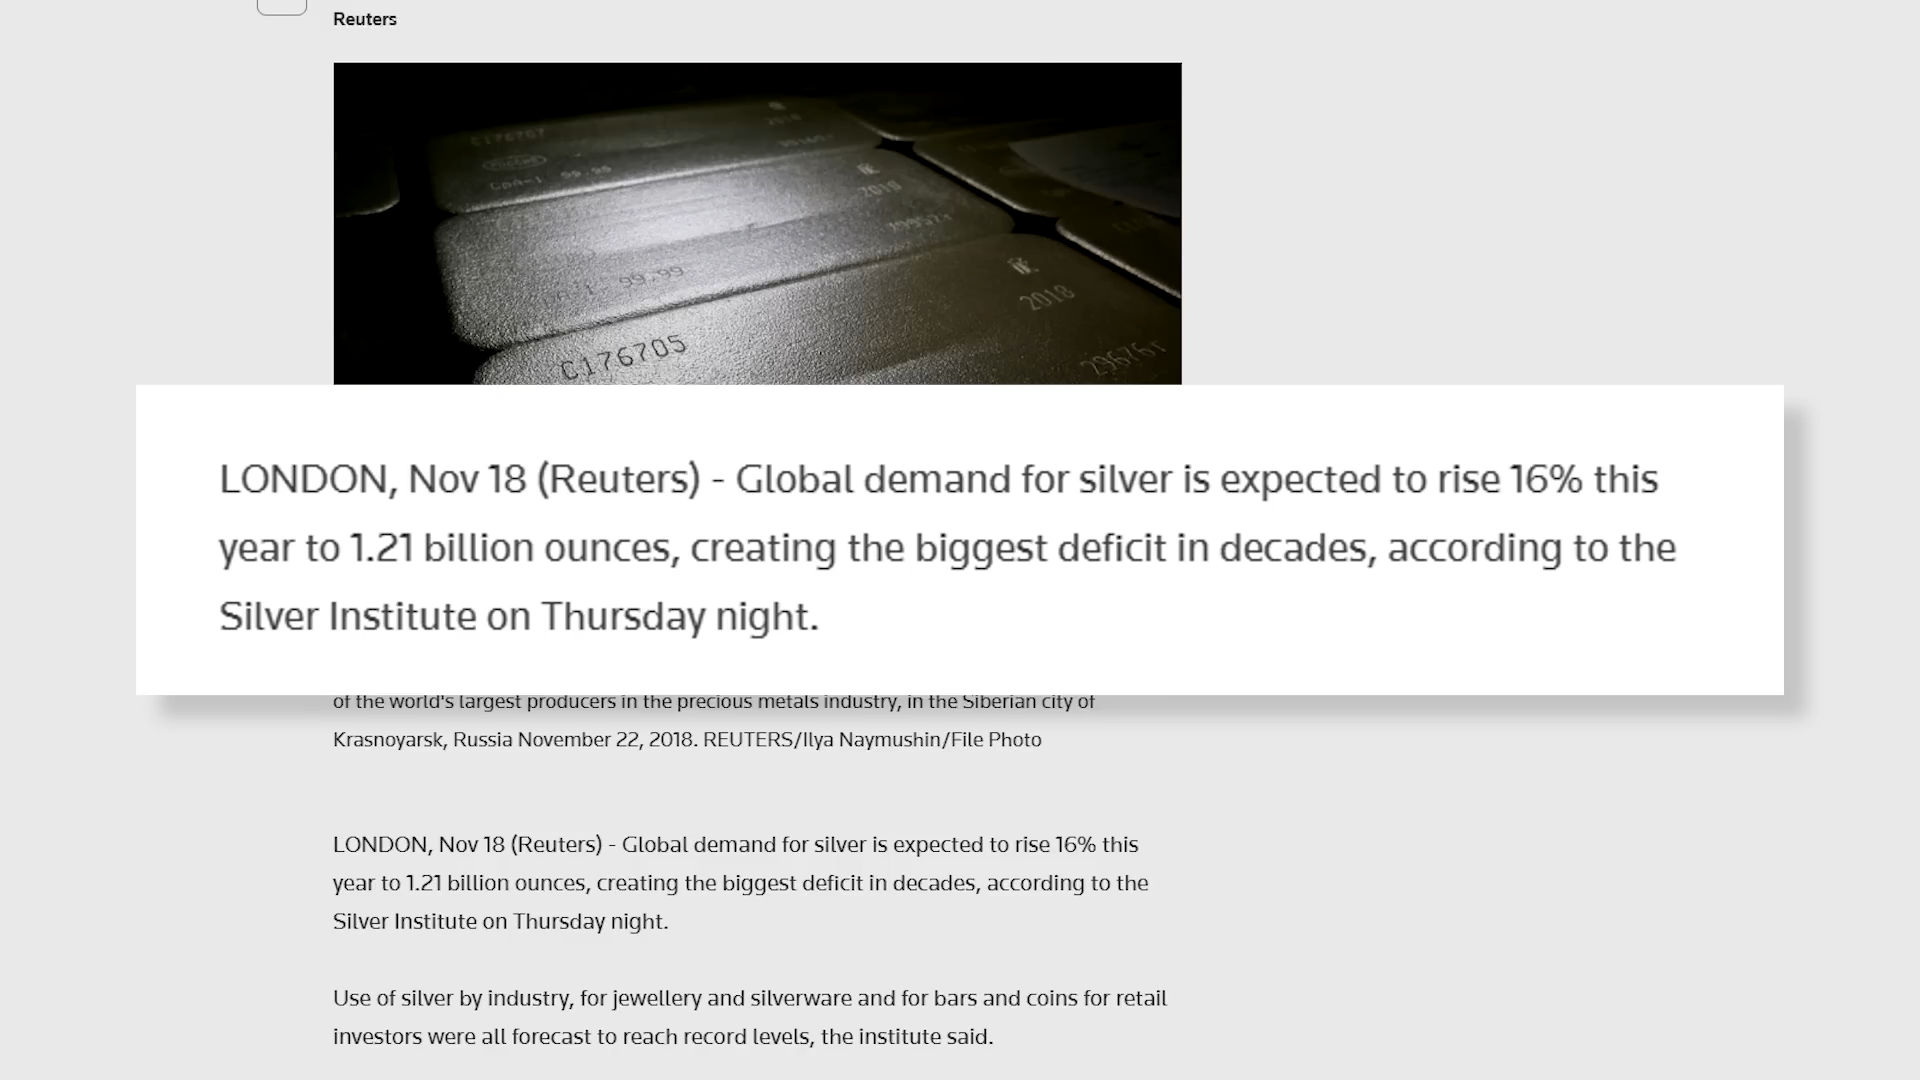 Reuters
C176707
2018
99.99
2018
99.99
2018
C176705
LONDON, Nov 18 (Reuters) - Global demand for silver is expected to rise 16% this
year to 1.21 billion ounces, creating the biggest deficit in decades, according to the
Silver Institute on Thursday night.
of the world's largest producers in the precious metals industry, in the Siberian city of
Krasnoyarsk, Russia November 22, 2018. REUTERS/Ilya Naymushin/File Photo
LONDON, Nov 18 (Reuters) - Global demand for silver is expected to rise 16% this
year to 1.21 billion ounces, creating the biggest deficit in decades, according to the
Silver Institute on Thursday night.
Use of silver by industry, for jewellery and silverware and for bars and coins for retail
investors were all forecast to reach record levels, the institute said.